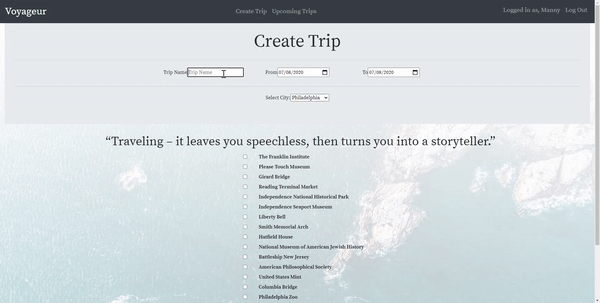 Voyageur Create Trip Upcoming Trips Logged in us, Manny Log Out
Create Trip
Trip Name Trip Name From 07/06/2020 To 07/08/2020
Select City: Philadelphia
“Traveling – it leaves you speechless, then turns you into a storyteller.”
The Franklin Institute
Please Touch Museum
Girard Bridge
Reading Terminal Market
Independence National Historical Park
Independence Seaport Museum
Liberty Bell
Smith Memorial Arch
Hatfield House
National Museum of American Jewish History
Battleship New Jersey
American Philosophical Society
United States Mint
Columbia Bridge
Philadelphia Zoo